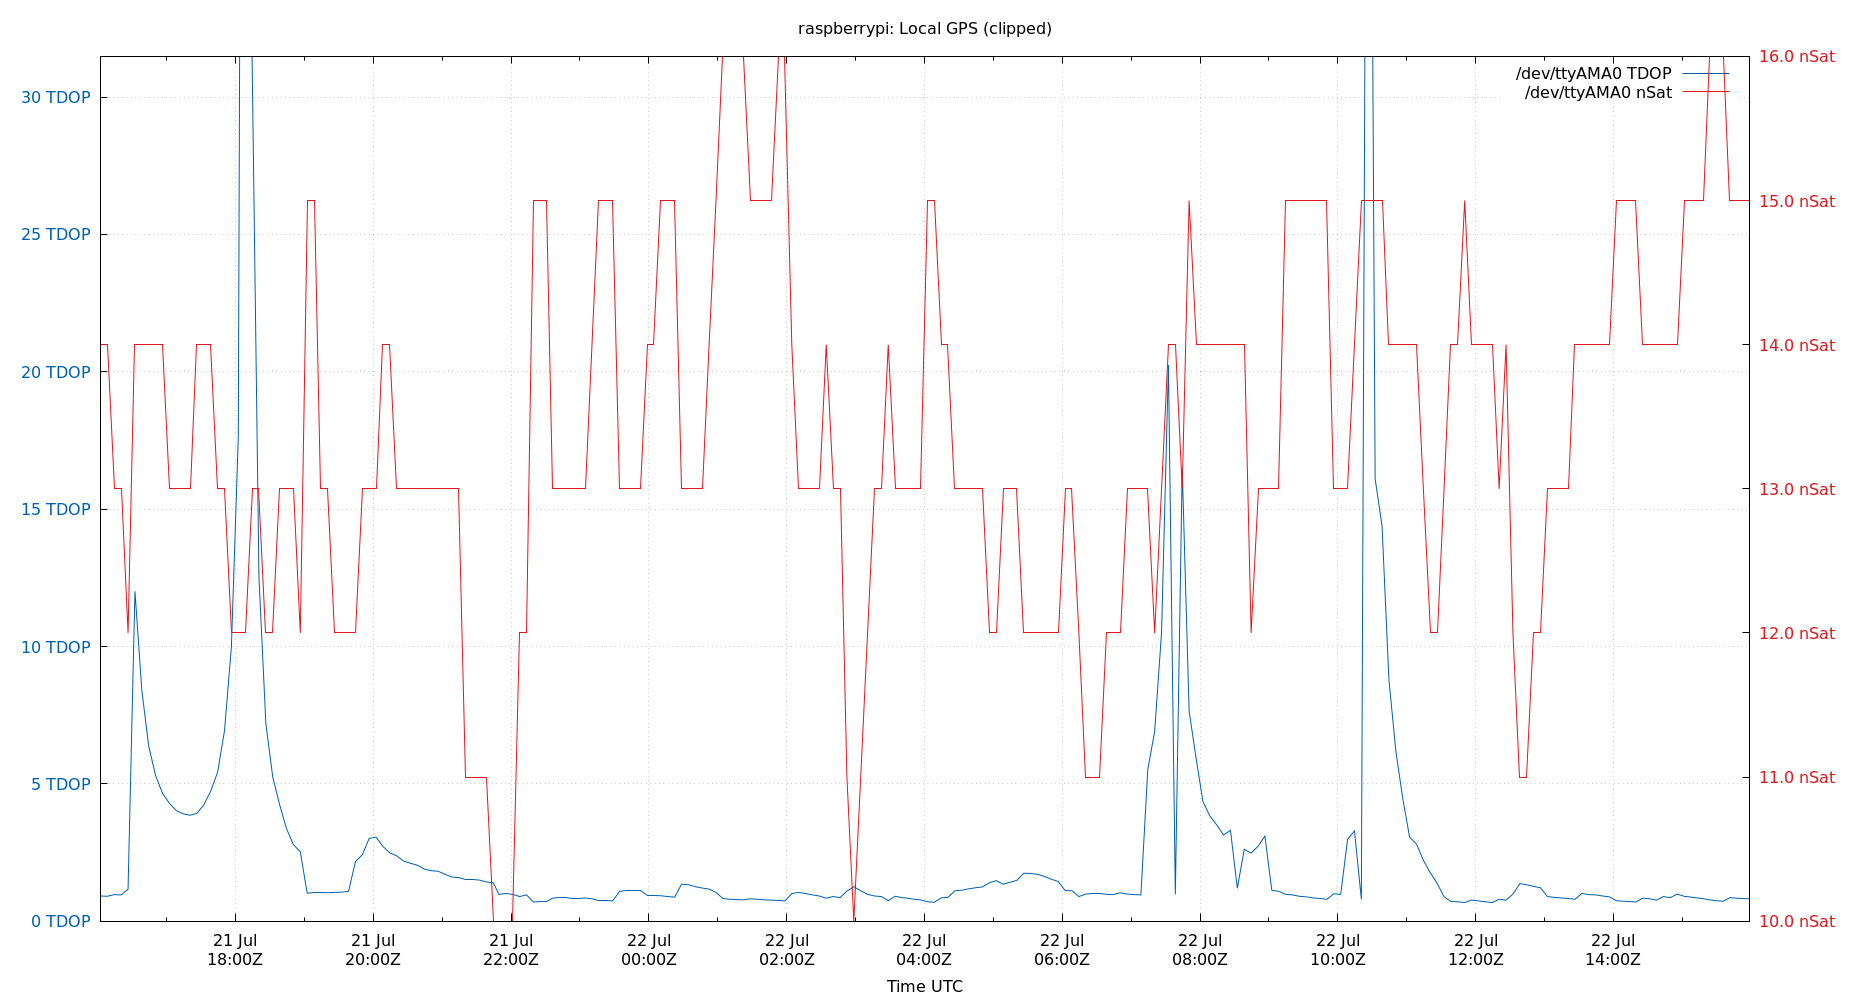 raspberrypi: Local GPS (clipped)
/dev/ttyAMA0 TDOP
/dev/ttyAMA0 nSat
30 TDOP
25 TDOP
20 TDOP
15 TDOP
10 TDOP
5 TDOP
0 TDOP
16.0 nSat
15.0 nSat
14.0 nSat
13.0 nSat
12.0 nSat
11.0 nSat
10.0 nSat
21 Jul
18:00Z
21 Jul
20:00Z
21 Jul
22:00Z
22 Jul
00:00Z
22 Jul
02:00Z
22 Jul
04:00Z
22 Jul
06:00Z
22 Jul
08:00Z
22 Jul
10:00Z
22 Jul
12:00Z
22 Jul
14:00Z
Time UTC